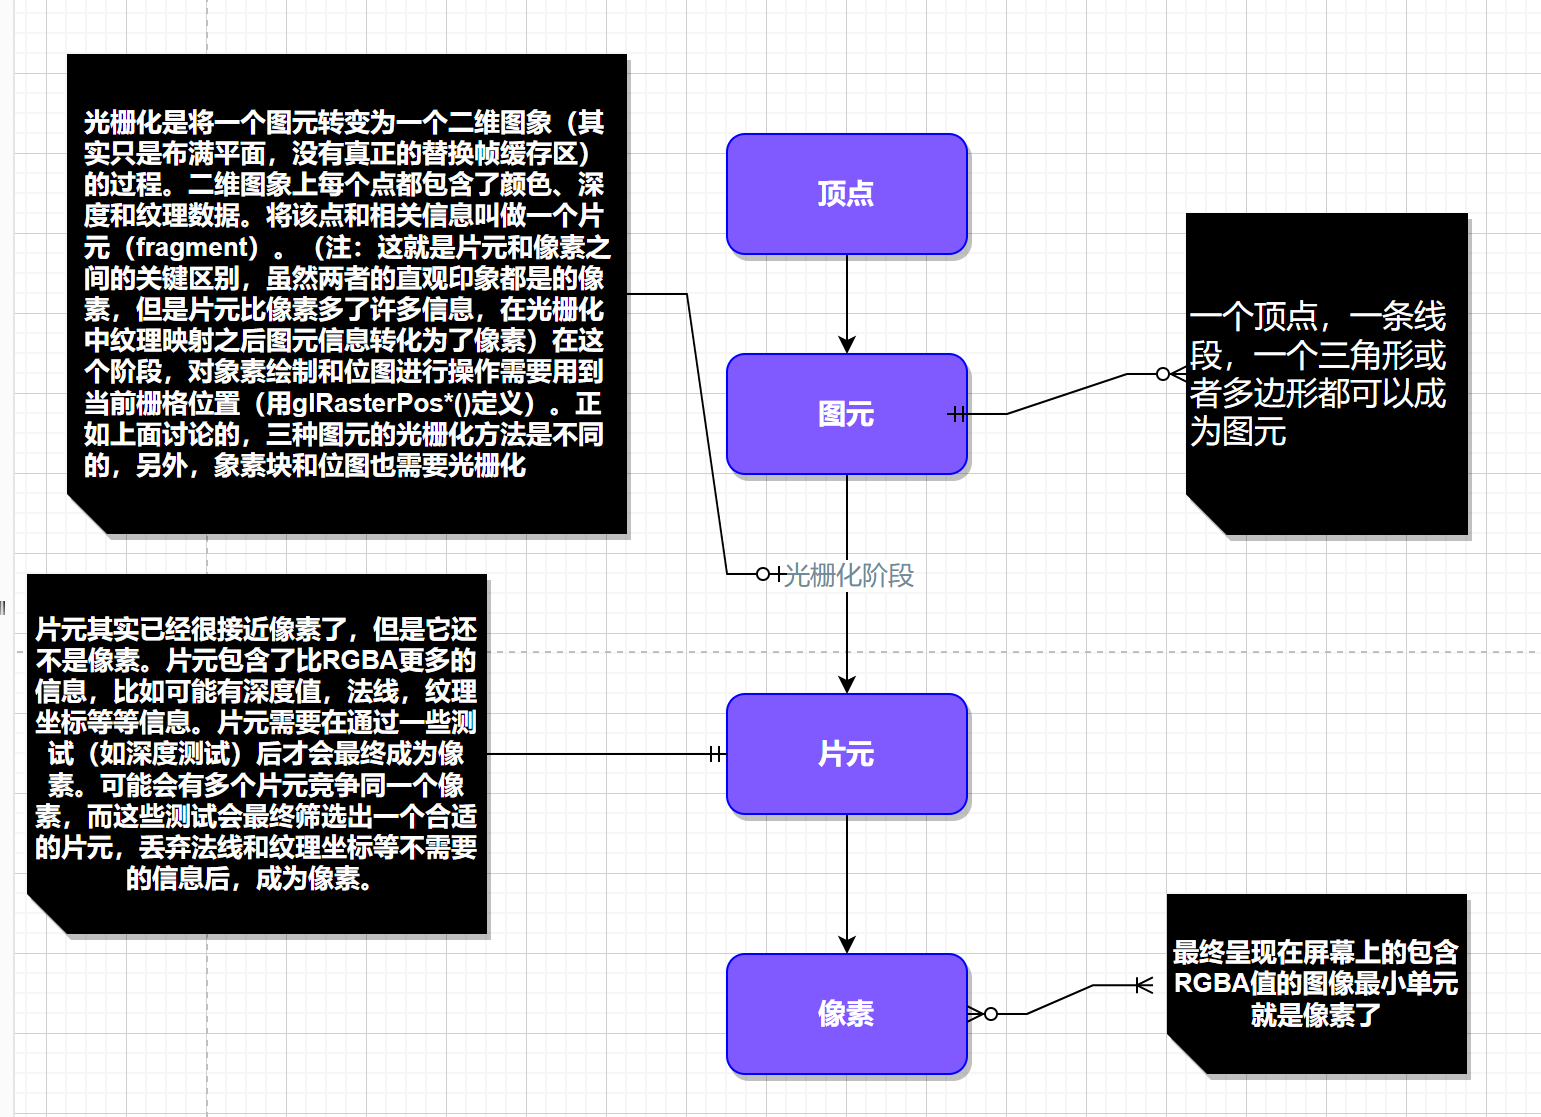 光栅化是将一个图元转变为一个二维图象（其
实只是布满平面，没有真正的替换帧缓存区）
的过程。二维图象上每个点都包含了颜色、深
度和纹理数据。将该点和相关信息叫做一个片
元（fragment）。（注：这就是片元和像素之
间的关键区别，虽然两者的直观印象都是的像
素，但是片元比像素多了许多信息，在光栅化
中纹理映射之后图元信息转化为了像素）在这
个阶段，对象素绘制和位图进行操作需要用到
当前栅格位置（用glRasterPos*()定义）。正
如上面讨论的，三种图元的光栅化方法是不同
的，另外，象素块和位图也需要光栅化
顶点
图元
一个顶点，一条线
段，一个三角形或
者多边形都可以成
为图元
光栅化阶段
片元其实已经很接近像素了，但是它还
不是像素。片元包含了比RGBA更多的
信息，比如可能有深度值，法线，纹理
坐标等等信息。片元需要在通过一些测
试（如深度测试）后才会最终成为像
素。可能会有多个片元竞争同一个像
素，而这些测试会最终筛选出一个合适
的片元，丢弃法线和纹理坐标等不需要
的信息后，成为像素。
片元
像素
最终呈现在屏幕上的包含
RGBA值的图像最小单元
就是像素了